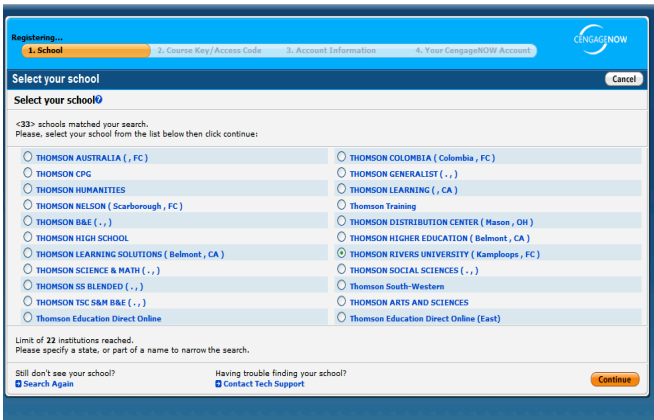 Registering...
CENGAGENOW
1. School 2. Course Key/Access Code 3. Account Information 4. Your CengageNOW Account
Select your school Cancel
Select your school?
<33> schools matched your search.
Please, select your school from the list below then click continue:
THOMSON AUSTRALIA ( , FC ) THOMSON COLOMBIA ( Colombia , FC )
THOMSON CPG THOMSON GENERALIST ( . , )
THOMSON HUMANITIES THOMSON LEARNING ( , CA )
THOMSON NELSON ( Scarborough , FC ) Thomson Training
THOMSON B&E ( . , ) THOMSON DISTRIBUTION CENTER ( Mason , OH )
THOMSON HIGH SCHOOL THOMSON HIGHER EDUCATION ( Belmont , CA )
THOMSON LEARNING SOLUTIONS ( Belmont , CA ) THOMSON RIVERS UNIVERSITY ( Kamploops , FC )
THOMSON SCIENCE & MATH ( . , ) THOMSON SOCIAL SCIENCES ( . , )
THOMSON SS BLENDED ( . , ) Thomson South-Western
THOMSON TSC S&M B&E ( . , ) THOMSON ARTS AND SCIENCES
Thomson Education Direct Online Thomson Education Direct Online (East)
Limit of 22 institutions reached.
Please specify a state, or part of a name to narrow the search.
Still don't see your school? Having trouble finding your school?
Search Again Contact Tech Support Continue